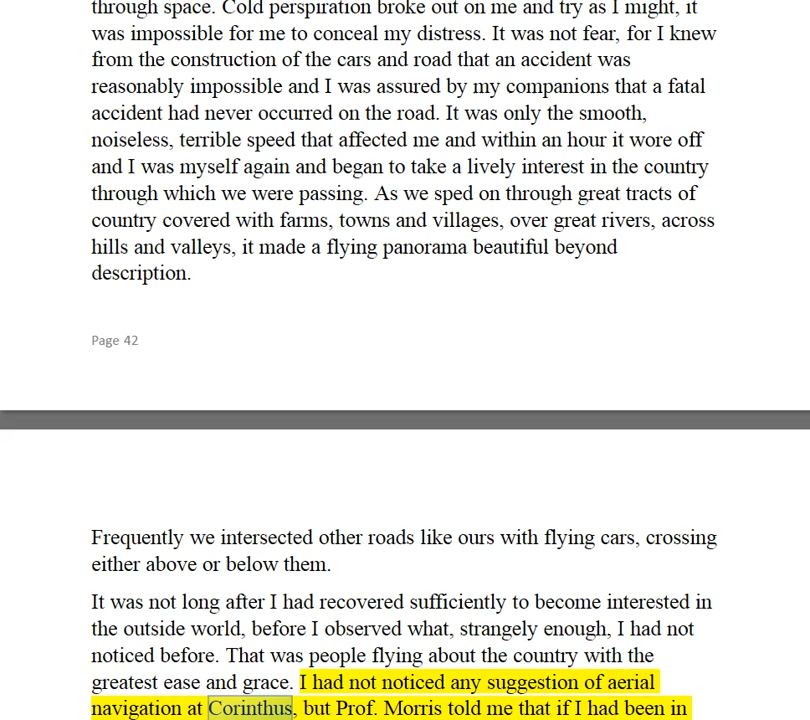 through space. Cold perspiration broke out on me and try as I might, it
was impossible for me to conceal my distress. It was not fear, for I knew
from the construction of the cars and road that an accident was
reasonably impossible and I was assured by my companions that a fatal
accident had never occurred on the road. It was only the smooth,
noiseless, terrible speed that affected me and within an hour it wore off
and I was myself again and began to take a lively interest in the country
through which we were passing. As we sped on through great tracts of
country covered with farms, towns and villages, over great rivers, across
hills and valleys, it made a flying panorama beautiful beyond
description.
Page 42
Frequently we intersected other roads like ours with flying cars, crossing
either above or below them.
It was not long after I had recovered sufficiently to become interested in
the outside world, before I observed what, strangely enough, I had not
noticed before. That was people flying about the country with the
greatest ease and grace. I had not noticed any suggestion of aerial
navigation at Corinthus, but Prof. Morris told me that if I had been in